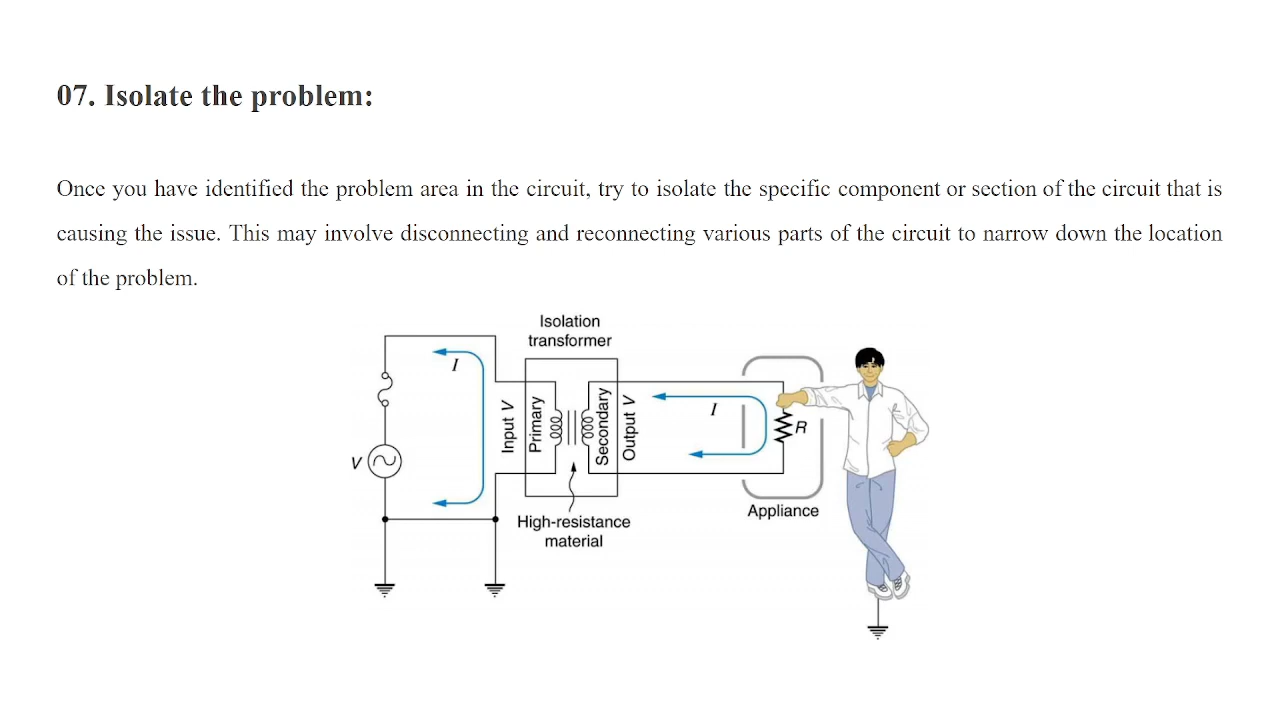 07. Isolate the problem:
Once you have identified the problem area in the circuit, try to isolate the specific component or section of the circuit that is
causing the issue. This may involve disconnecting and reconnecting various parts of the circuit to narrow down the location
of the problem.
Isolation
transformer
I
Input V
Primary
Secondary
Output V
I
R
V
Appliance
High-resistance
material